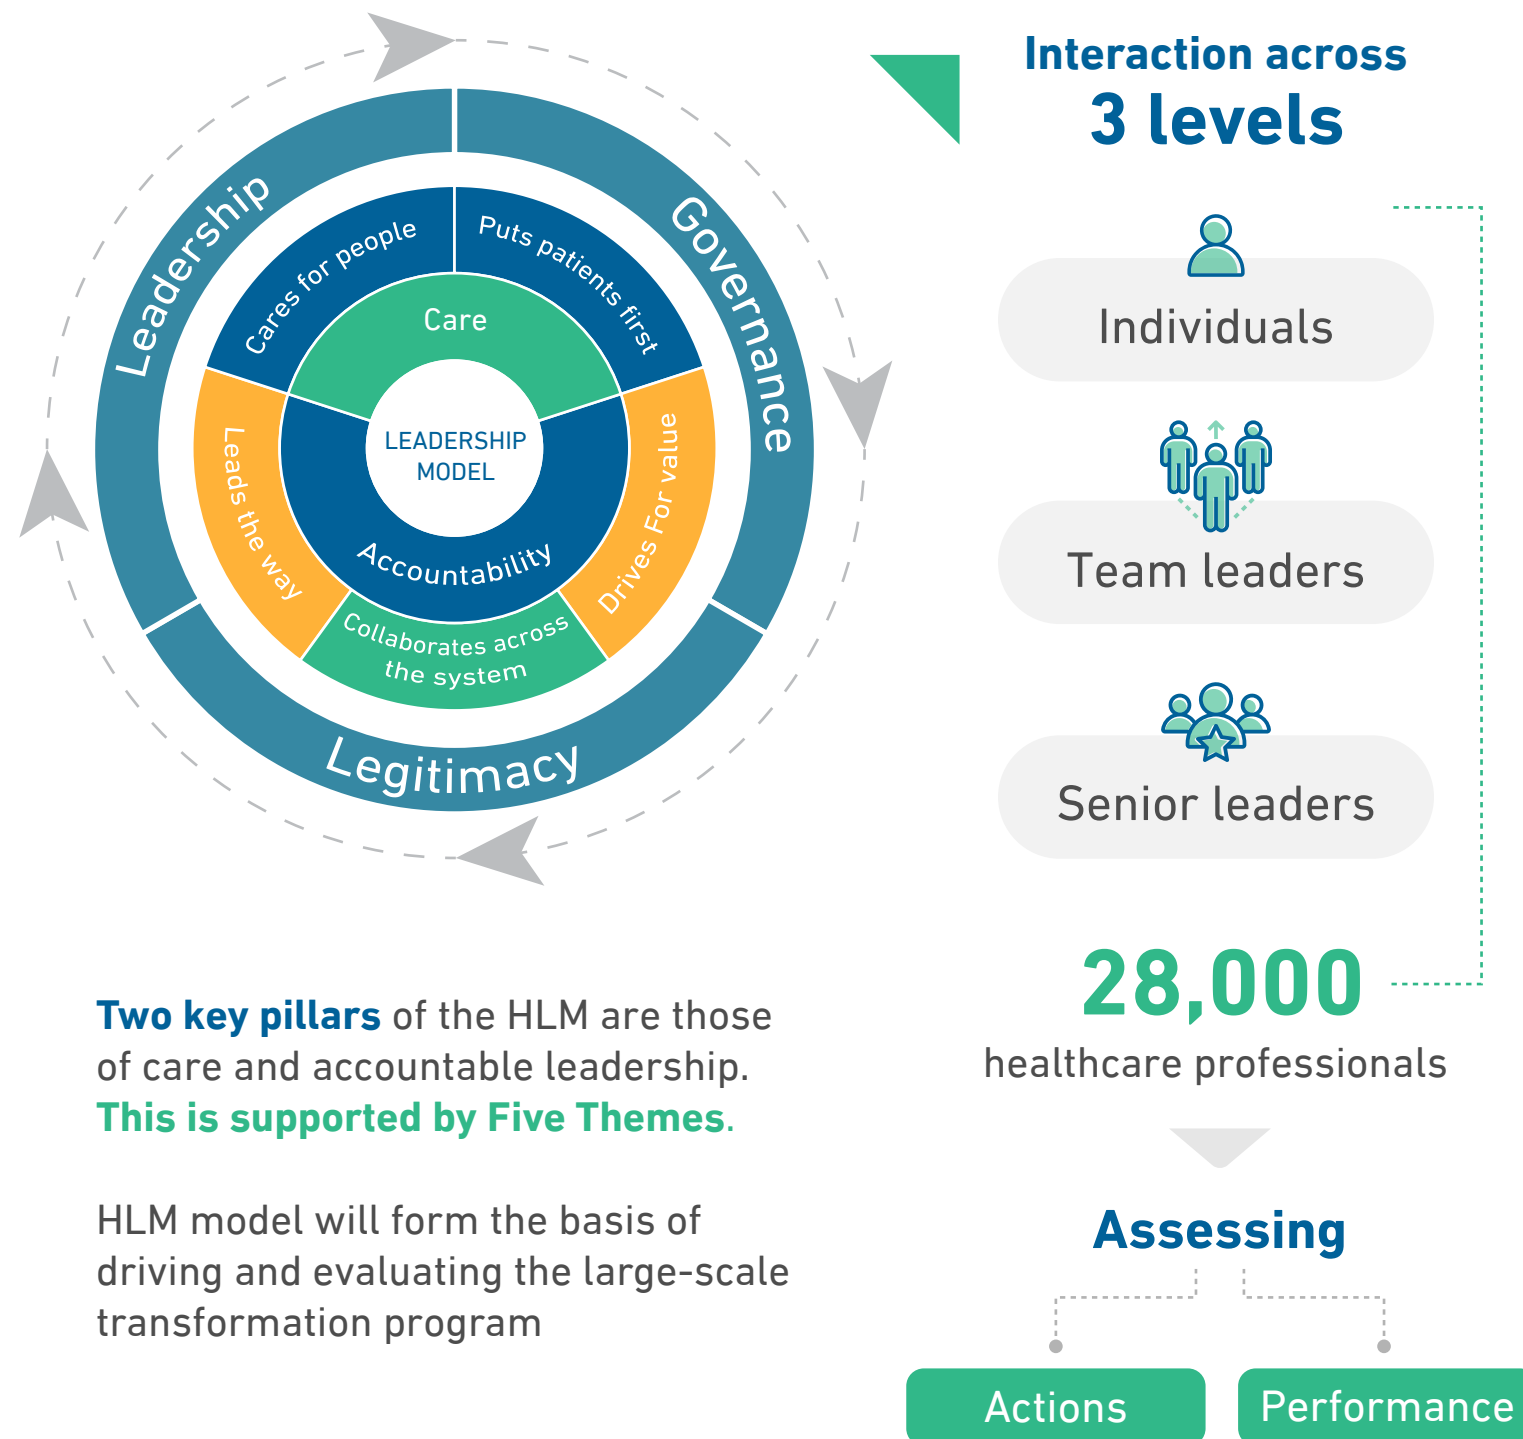 Leadership
Governance
Legitimacy
Cares for people
Puts patients first
Care
LEADERSHIP
MODEL
Accountability
Leads the way
Drives For value
Collaborates across
the system
Interaction across
3 levels
Individuals
Team leaders
Senior leaders
28,000
healthcare professionals
Assessing
Actions
Performance
Two key pillars of the HLM are those
of care and accountable leadership.
This is supported by Five Themes.
HLM model will form the basis of
driving and evaluating the large-scale
transformation program